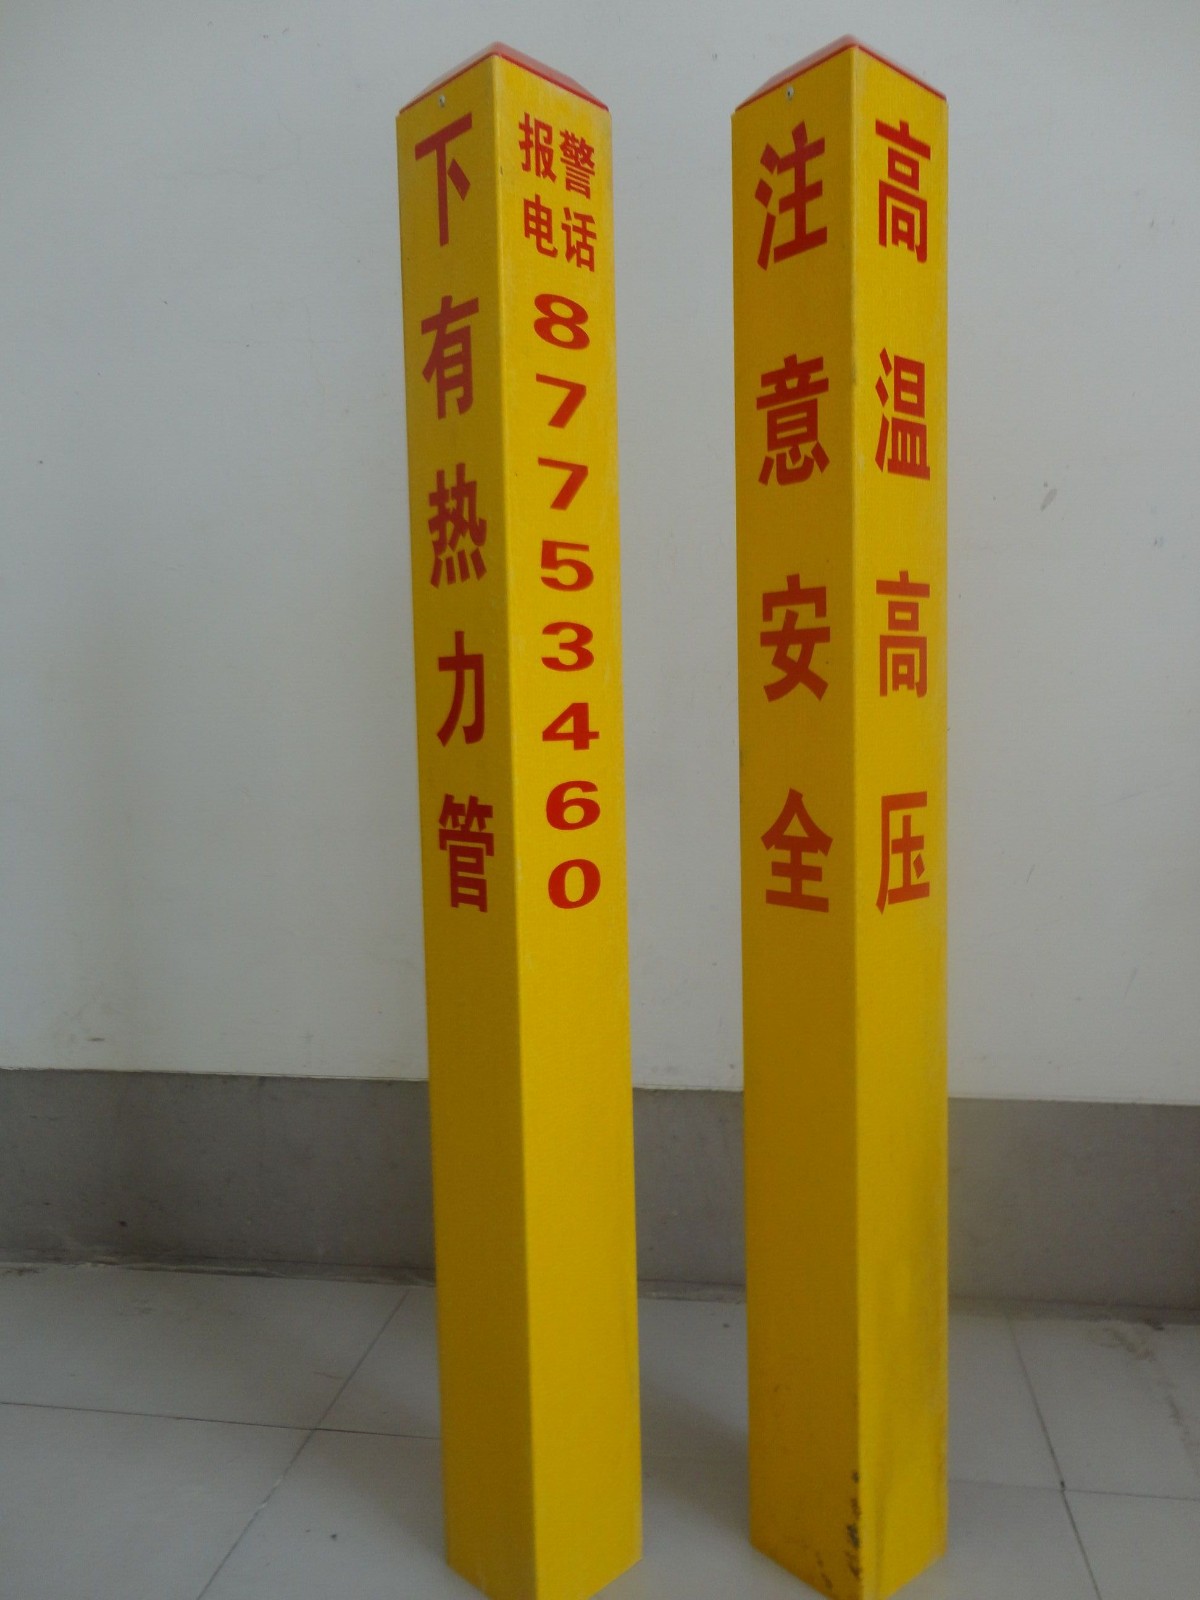 下有热力管
报警
电话
87753460
注意安全
高温高压